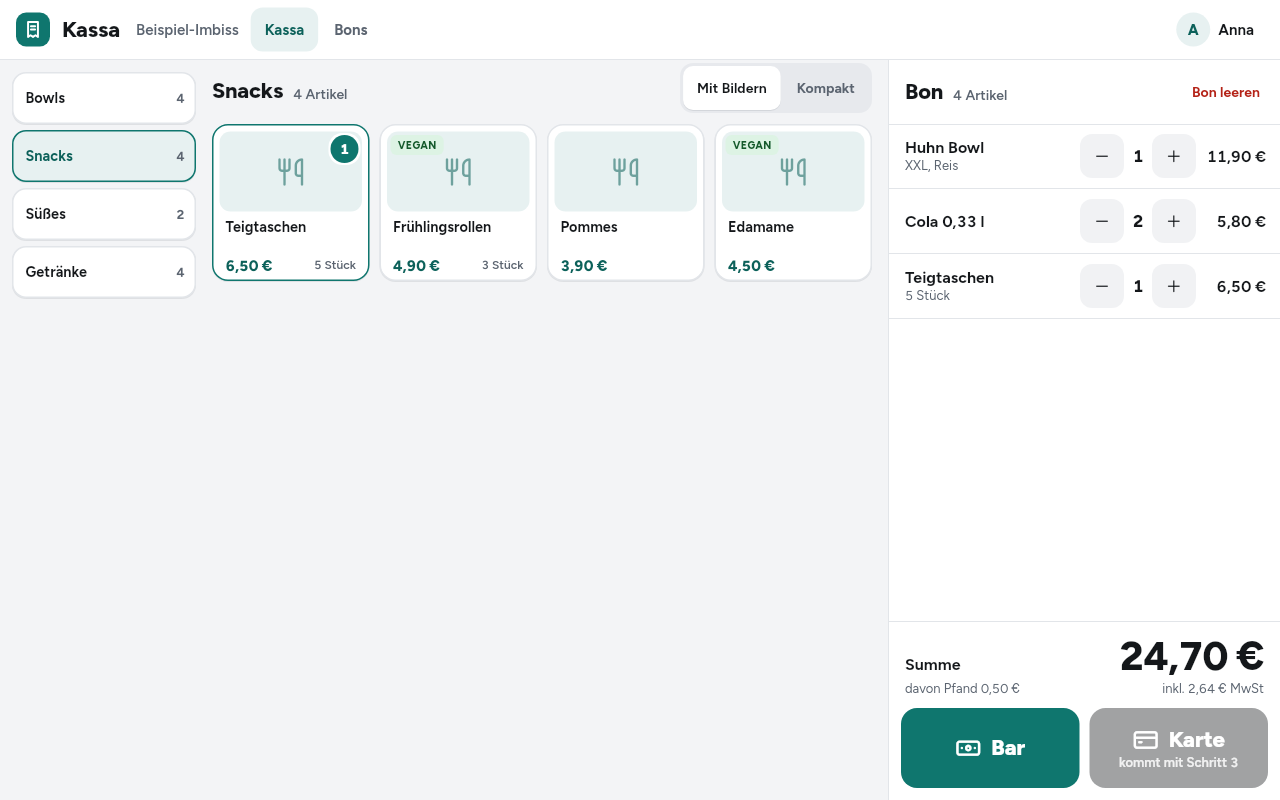 Kassa
Beispiel-Imbiss
Kassa
Bons
A
Anna
Bowls 4
Snacks 4
Süßes 2
Getränke 4
Snacks 4 Artikel
Mit Bildern
Kompakt
1
Teigtaschen
6,50 € 5 Stück
VEGAN
Frühlingsrollen
4,90 € 3 Stück
Pommes
3,90 €
VEGAN
Edamame
4,50 €
Bon 4 Artikel
Bon leeren
Huhn Bowl
XXL, Reis
− 1 + 11,90 €
Cola 0,33 l
− 2 + 5,80 €
Teigtaschen
5 Stück
− 1 + 6,50 €
Summe 24,70 €
davon Pfand 0,50 € inkl. 2,64 € MwSt
Bar
Karte
kommt mit Schritt 3